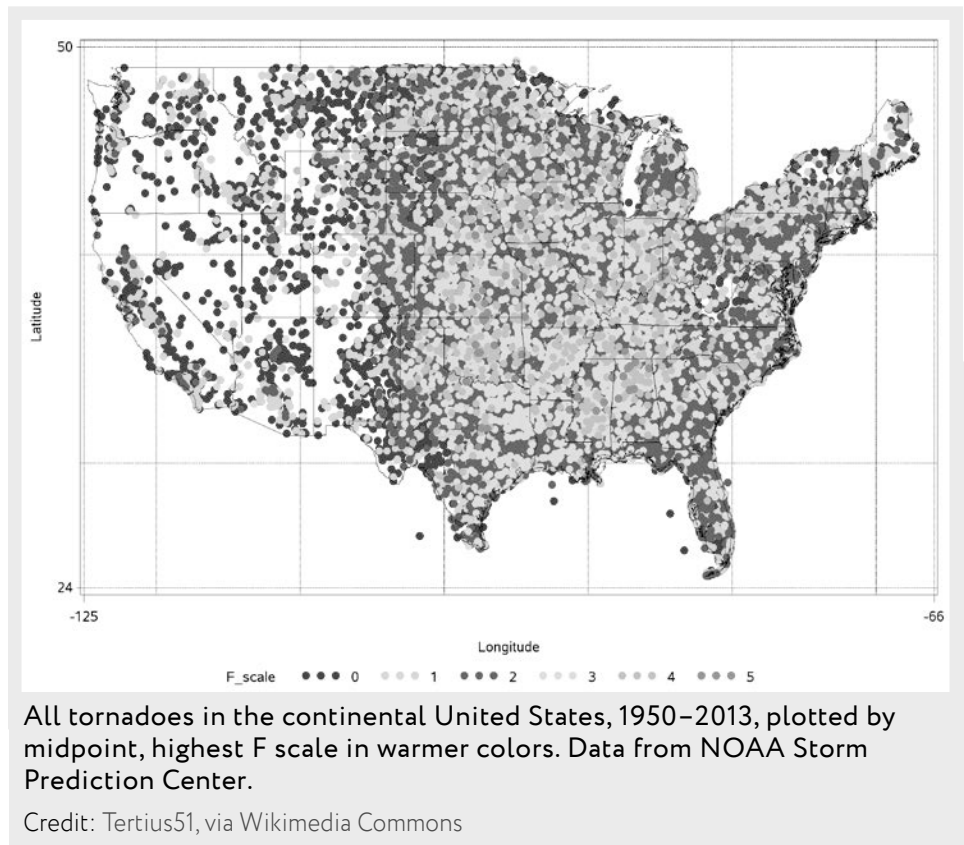 50
Latitude
24
-125
-66
Longitude
F_scale 0 1 2 3 4 5
All tornadoes in the continental United States, 1950–2013, plotted by
midpoint, highest F scale in warmer colors. Data from NOAA Storm
Prediction Center.
Credit: Tertius51, via Wikimedia Commons